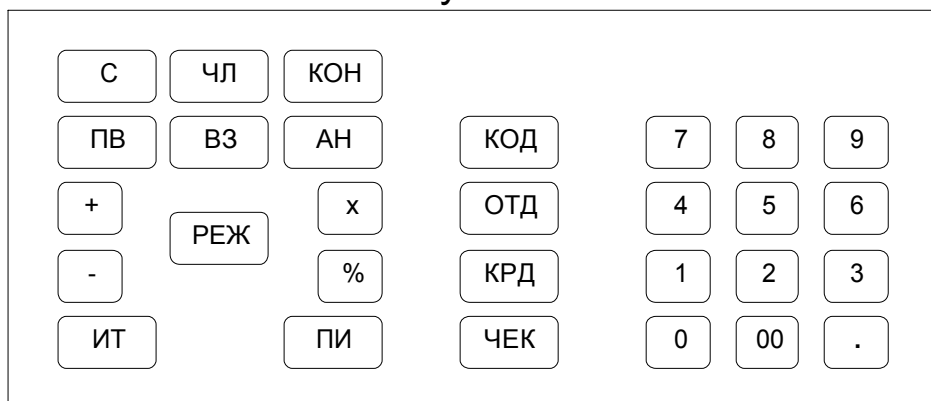 С ЧЛ КОН
ПВ ВЗ АН КОД 7 8 9
+ х ОТД 4 5 6
РЕЖ
- % КРД 1 2 3
ИТ ПИ ЧЕК 0 00 .